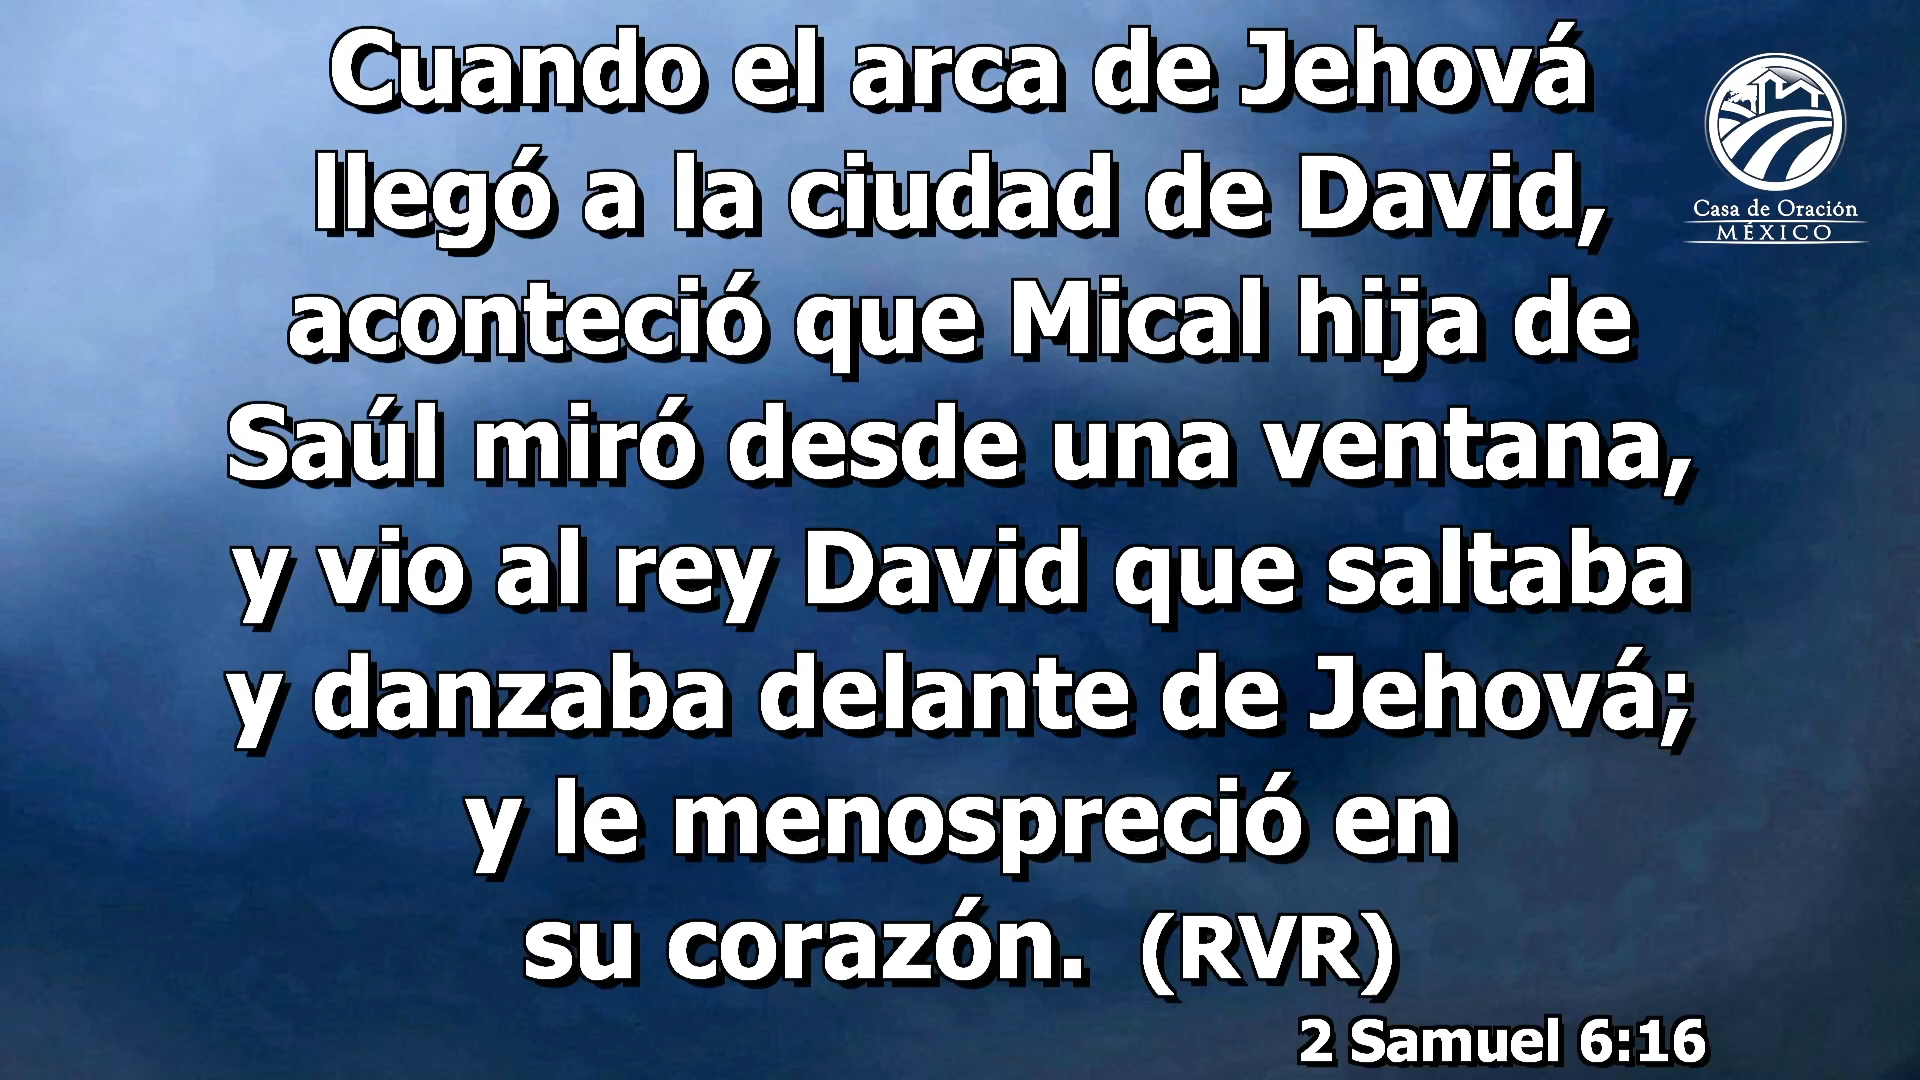 Cuando el arca de Jehová
llegó a la ciudad de David,
aconteció que Mical hija de
Saúl miró desde una ventana,
y vio al rey David que saltaba
y danzaba delante de Jehová;
y le menospreció en
su corazón. (RVR)
2 Samuel 6:16
Casa de Oración
MÉXICO